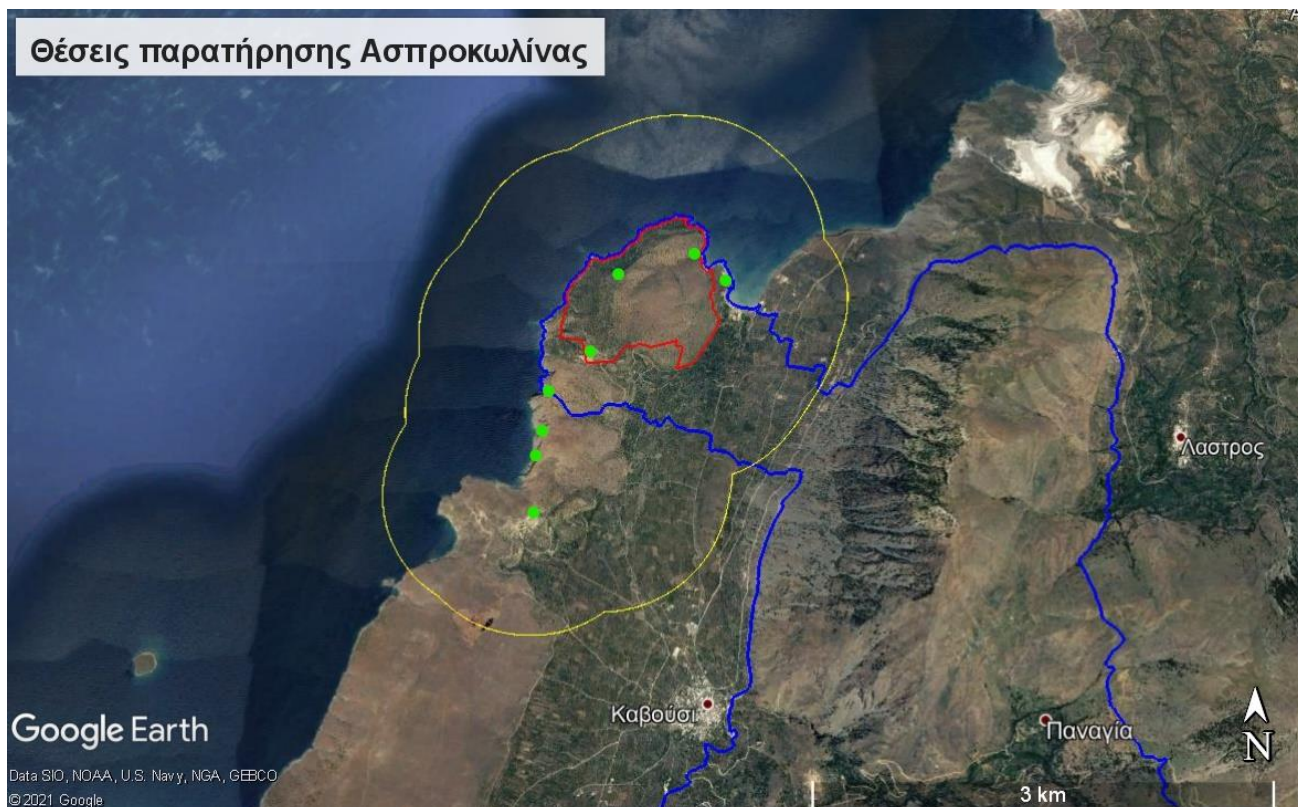 Θέσεις παρατήρησης Ασπροκωλίνας
Λαστρος
Καβούσι
Παναγία
Google Earth
N
Data SIO, NOAA, U.S. Navy, NGA, GEBCO
© 2021 Google
3 km